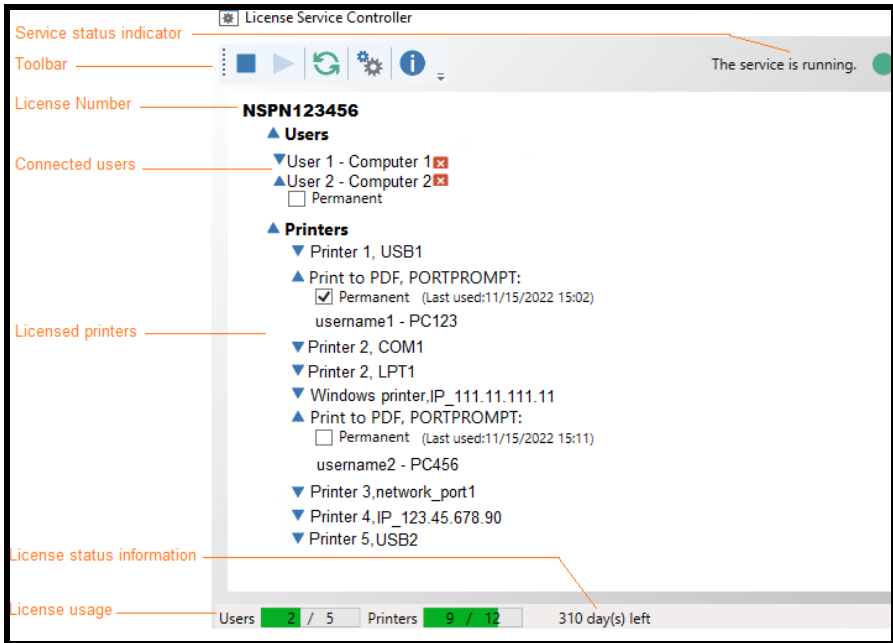 License Service Controller
Service status indicator
Toolbar
The service is running.
License Number
NSPN123456
Users
Connected users
User 1 - Computer 1
User 2 - Computer 2
Permanent
Printers
Printer 1, USB1
Print to PDF, PORTPROMPT:
Permanent (Last used:11/15/2022 15:02)
username1 - PC123
Licensed printers
Printer 2, COM1
Printer 2, LPT1
Windows printer,IP_111.11.111.11
Print to PDF, PORTPROMPT:
Permanent (Last used:11/15/2022 15:11)
username2 - PC456
Printer 3,network_port1
Printer 4,IP_123.45.678.90
Printer 5,USB2
License status information
License usage
Users 2 / 5 Printers 9 / 12 310 day(s) left